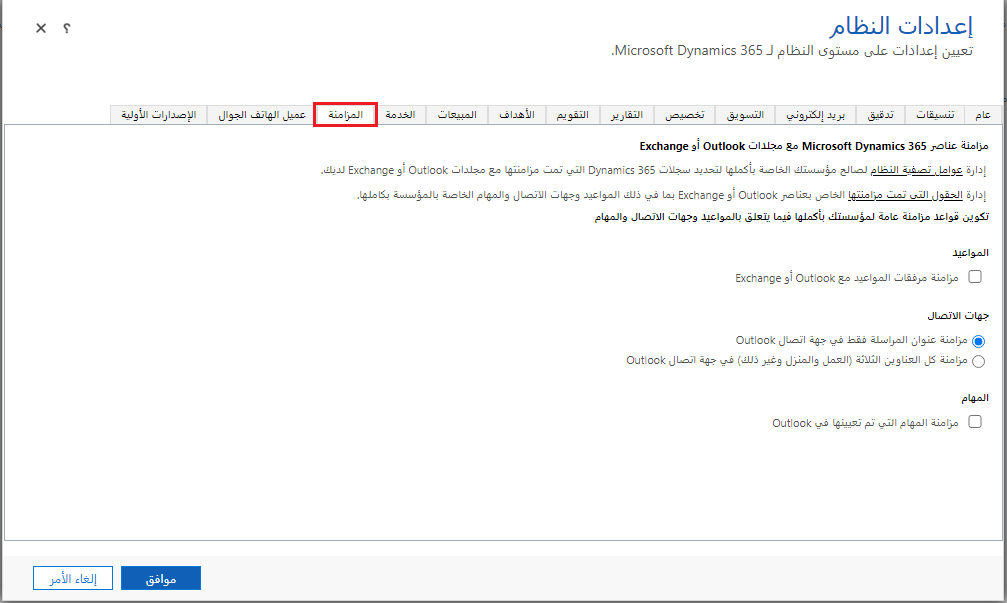 إعدادات النظام
؟ ✕
تعيين إعدادات على مستوى النظام لـ Microsoft Dynamics 365.
عام تنسيقات تدقيق بريد إلكتروني التسويق تخصيص التقارير التقويم الأهداف المبيعات الخدمة المزامنة عميل الهاتف الجوال الإصدارات الأولية
مزامنة عناصر Microsoft Dynamics 365 مع مجلدات Outlook أو Exchange
إدارة عوامل تصفية النظام لصالح مؤسستك الخاصة بأكملها لتحديد سجلات Dynamics 365 التي تمت مزامنتها مع مجلدات Outlook أو Exchange لديك.
إدارة الحقول التي تمت مزامنتها الخاص بعناصر Outlook أو Exchange بما في ذلك المواعيد وجهات الاتصال والمهام الخاصة بالمؤسسة بكاملها.
تكوين قواعد مزامنة عامة لمؤسستك بأكملها فيما يتعلق بالمواعيد وجهات الاتصال والمهام
المواعيد
مزامنة مرفقات المواعيد مع Outlook أو Exchange
جهات الاتصال
مزامنة عنوان المراسلة فقط في جهة اتصال Outlook
مزامنة كل العناوين الثلاثة (العمل والمنزل وغير ذلك) في جهة اتصال Outlook
المهام
مزامنة المهام التي تم تعيينها في Outlook
موافق إلغاء الأمر